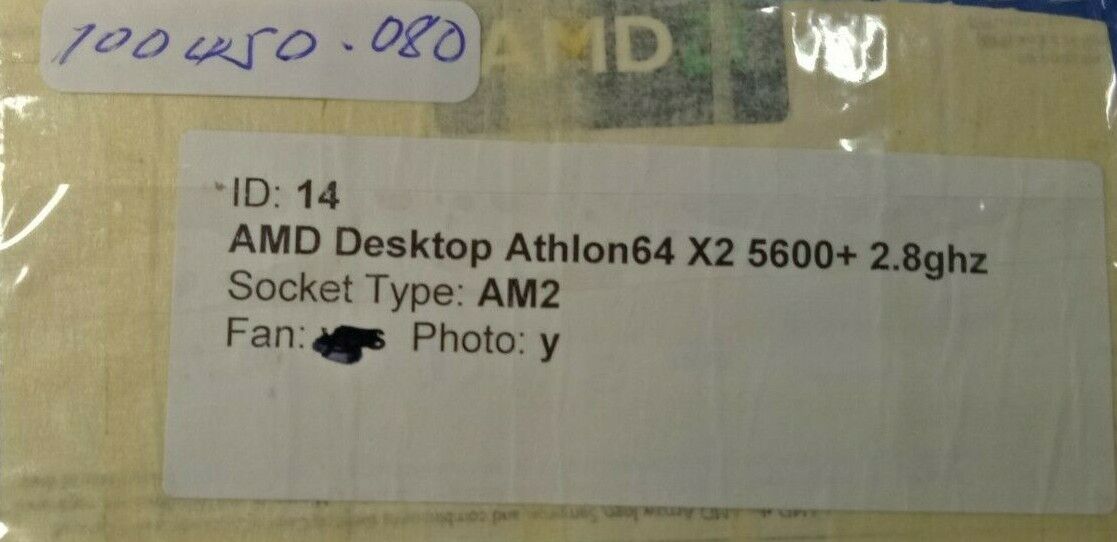 100450.080
AMD
ID: 14
AMD Desktop Athlon64 X2 5600+ 2.8ghz
Socket Type: AM2
Fan: Photo: y